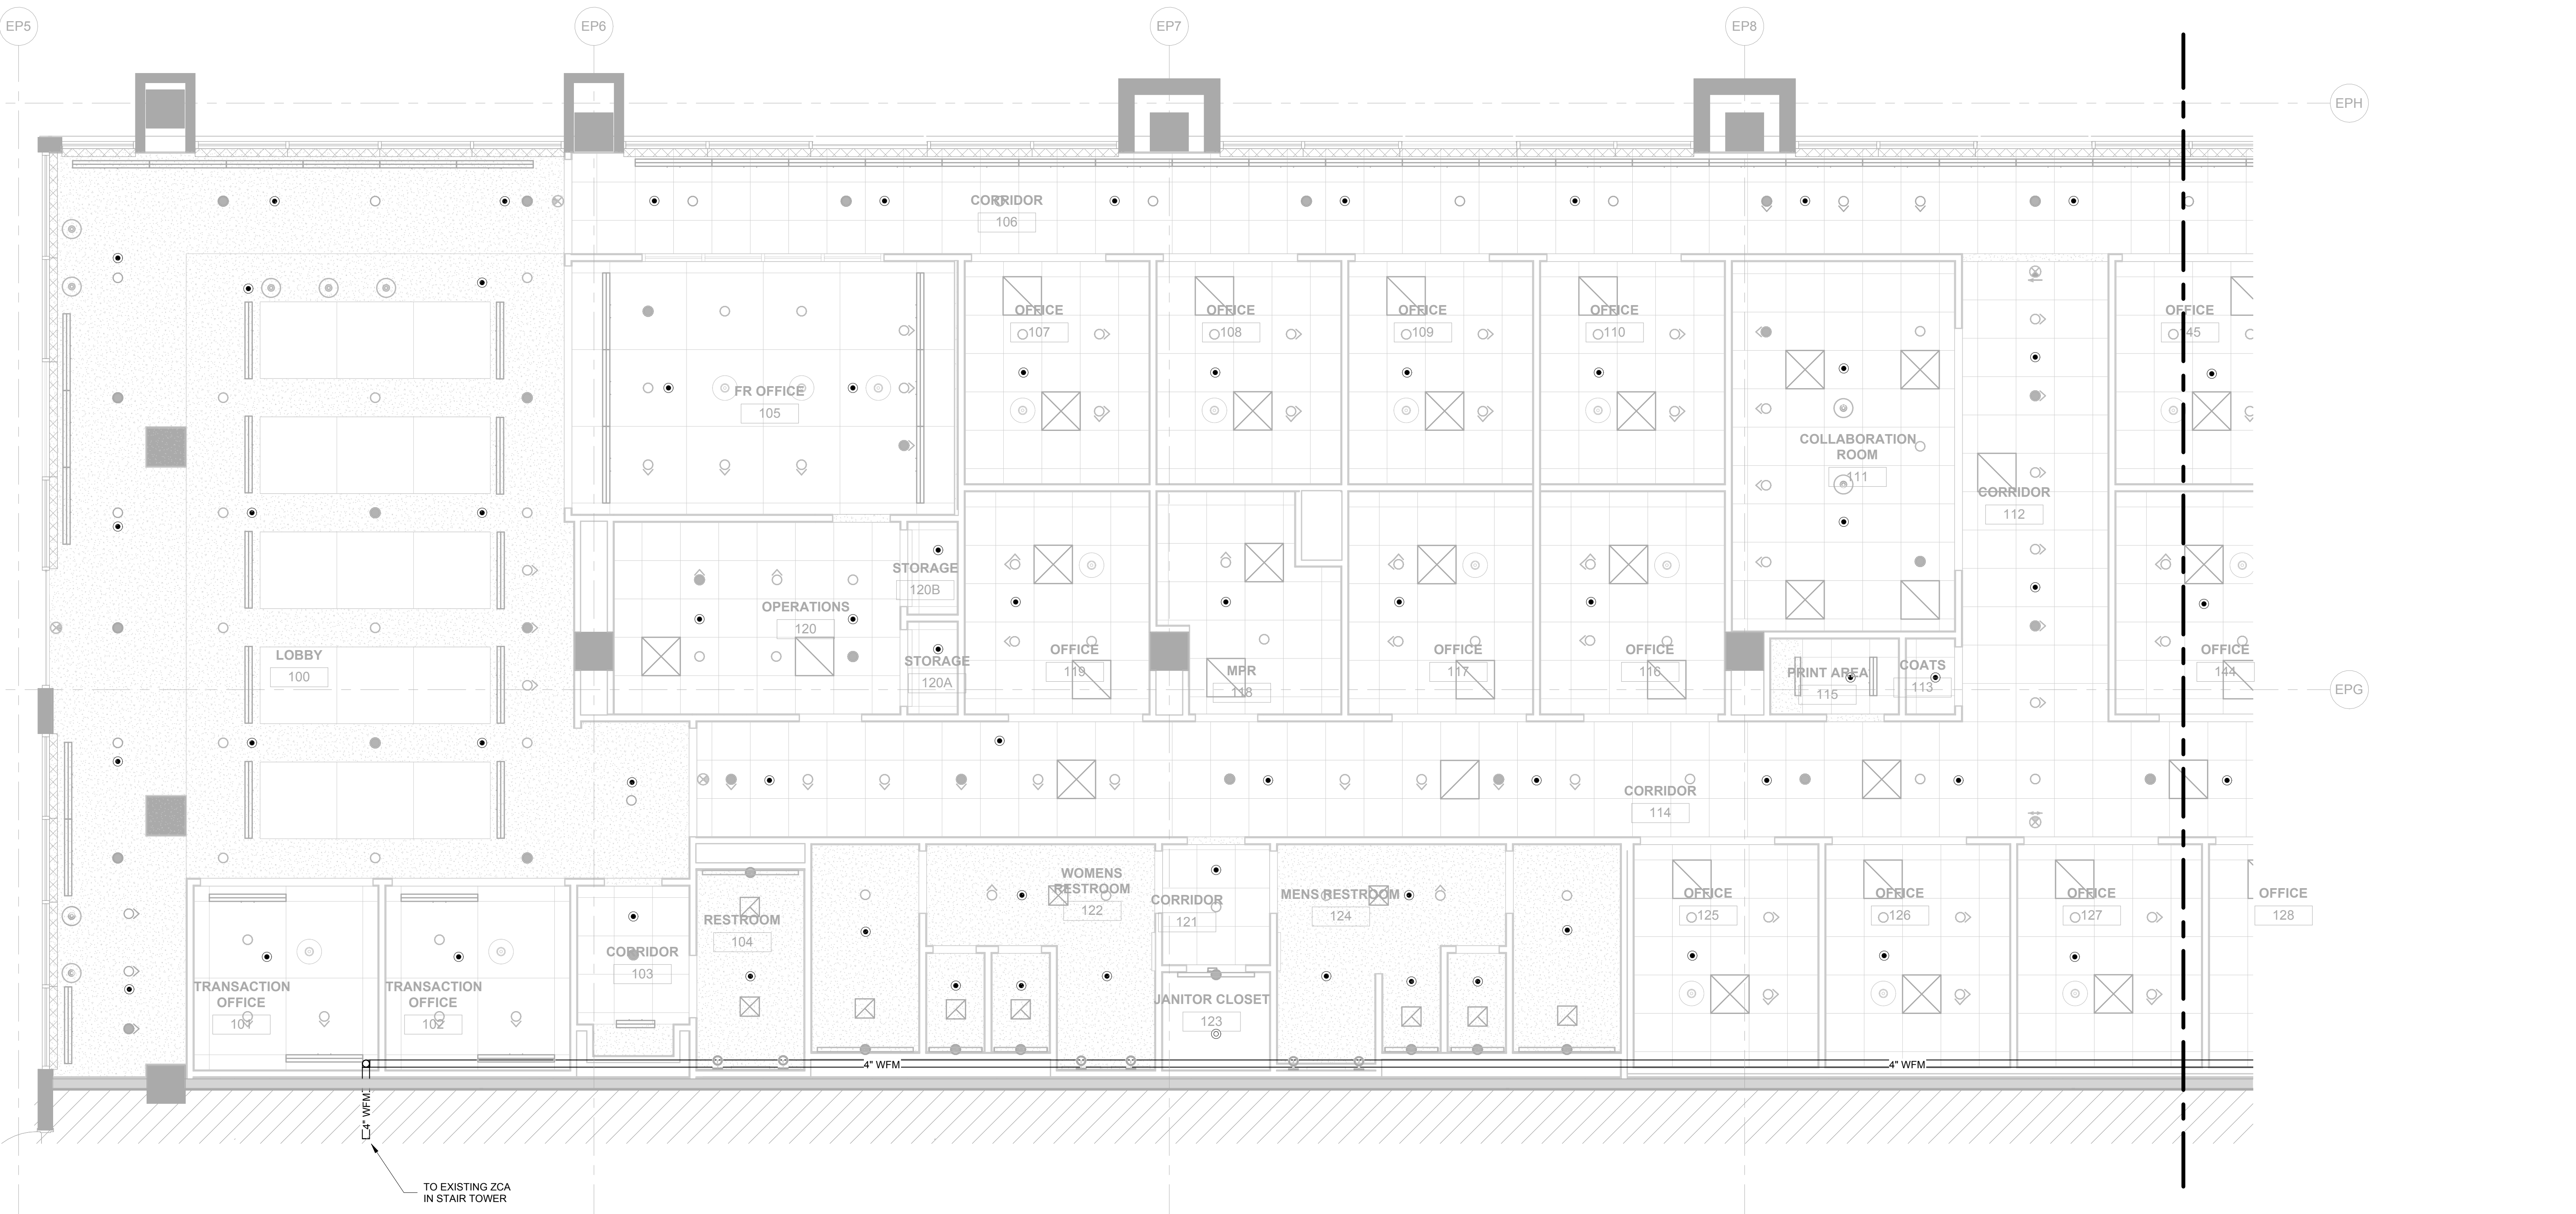 EP5
EP6
EP7
EP8
EPH
CORRIDOR
106
OFFICE
107
OFFICE
108
OFFICE
109
OFFICE
110
OFFICE
145
FR OFFICE
105
COLLABORATION
ROOM
111
CORRIDOR
112
STORAGE
120B
OPERATIONS
120
LOBBY
100
STORAGE
120A
OFFICE
119
MPR
118
OFFICE
117
OFFICE
116
PRINT AREA
115
COATS
113
OFFICE
144
EPG
CORRIDOR
114
WOMENS
RESTROOM
122
CORRIDOR
121
MENS RESTROOM
124
OFFICE
125
OFFICE
126
OFFICE
127
OFFICE
128
RESTROOM
104
CORRIDOR
103
TRANSACTION
OFFICE
101
TRANSACTION
OFFICE
102
JANITOR CLOSET
123
4" WFM
4" WFM
4" WFM
TO EXISTING ZCA
IN STAIR TOWER